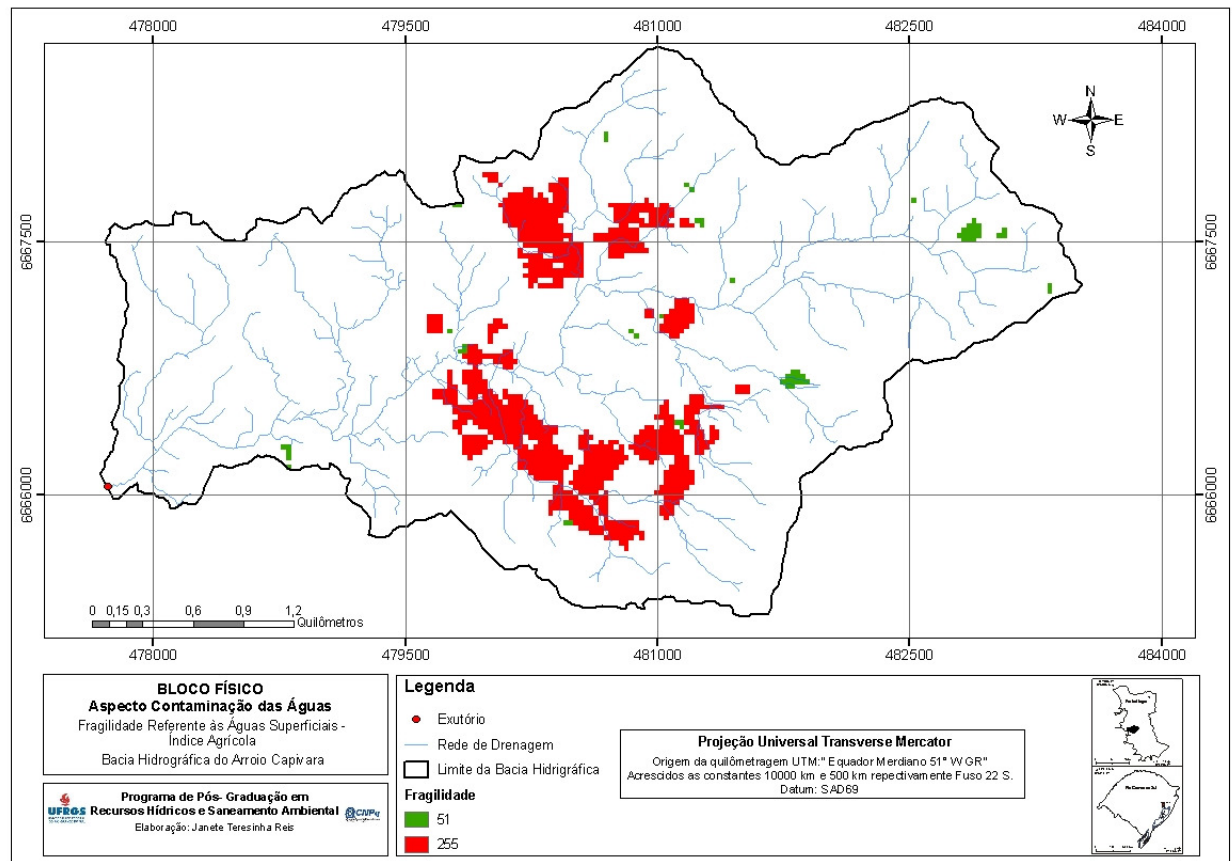 478000 479500 481000 482500 484000
N
W E
S
6667500 6667500
6666000 6666000
0 0,15 0,3 0,6 0,9 1,2
Quilômetros
478000 479500 481000 482500 484000
BLOCO FÍSICO
Aspecto Contaminação das Águas
Fragilidade Referente às Águas Superficiais -
Índice Agrícola
Bacia Hidrográfica do Arroio Capivara
UFRGS
Programa de Pós- Graduação em
Recursos Hídricos e Saneamento Ambiental
CNPq
Elaboração: Janete Teresinha Reis
Legenda
Exutório
Rede de Drenagem
Limite da Bacia Hidrigráfica
Fragilidade
51
255
Projeção Universal Transverse Mercator
Origem da quilômetragem UTM:" Equador Merdiano 51° W GR"
Acrescidos as constantes 10000 km e 500 km repectivamente Fuso 22 S.
Datum: SAD69